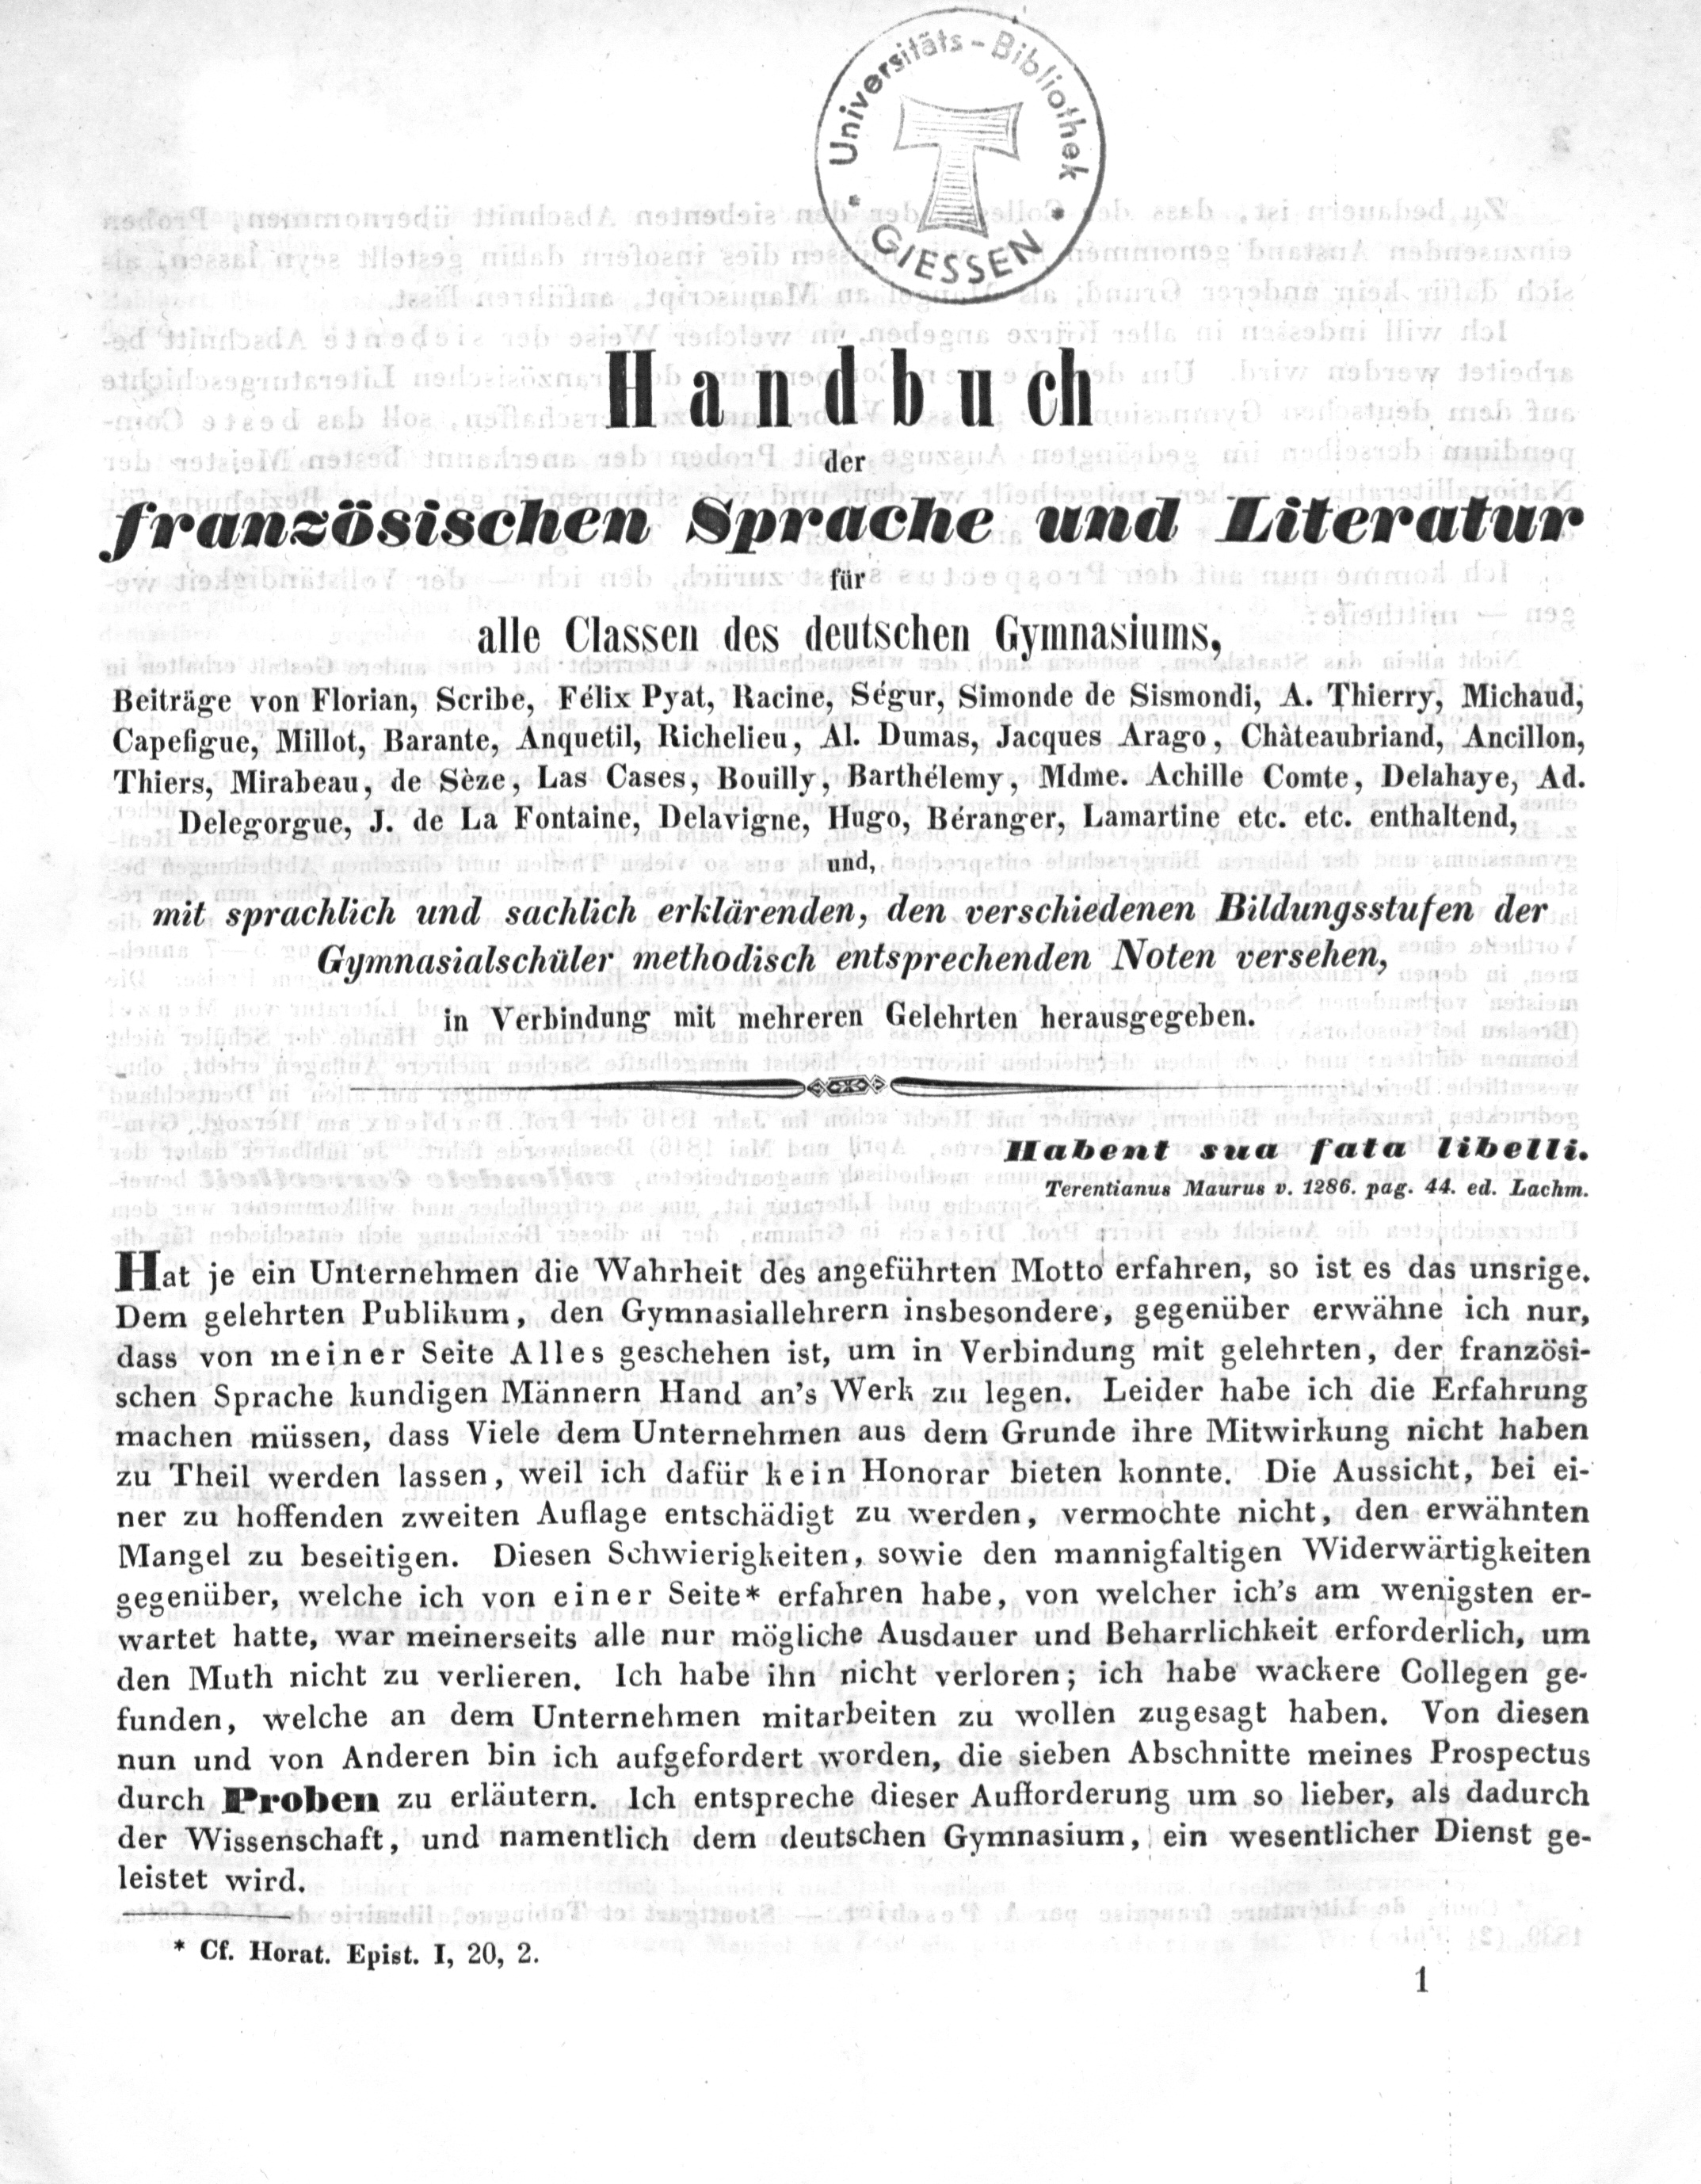 Universitäts-Bibliothek
* GIESSEN *
Handbuch
der
französischen Sprache und Literatur
für
alle Classen des deutschen Gymnasiums,
Beiträge von Florian, Scribe, Félix Pyat, Racine, Ségur, Simonde de Sismondi, A. Thierry, Michaud,
Capefigue, Millot, Barante, Anquetil, Richelieu, Al. Dumas, Jacques Arago, Châteaubriand, Ancillon,
Thiers, Mirabeau, de Sèze, Las Cases, Bouilly, Barthélemy, Mdme. Achille Comte, Delahaye, Ad.
Delegorgue, J. de La Fontaine, Delavigne, Hugo, Béranger, Lamartine etc. etc. enthaltend,
und,
mit sprachlich und sachlich erklärenden, den verschiedenen Bildungsstufen der
Gymnasialschüler methodisch entsprechenden Noten versehen,
in Verbindung mit mehreren Gelehrten herausgegeben.
Habent sua fata libelli.
Terentianus Maurus v. 1286. pag. 44. ed. Lachm.
Hat je ein Unternehmen die Wahrheit des angeführten Motto erfahren, so ist es das unsrige.
Dem gelehrten Publikum, den Gymnasiallehrern insbesondere, gegenüber erwähne ich nur,
dass von meiner Seite Alles geschehen ist, um in Verbindung mit gelehrten, der französi-
schen Sprache kundigen Männern Hand an's Werk zu legen. Leider habe ich die Erfahrung
machen müssen, dass Viele dem Unternehmen aus dem Grunde ihre Mitwirkung nicht haben
zu Theil werden lassen, weil ich dafür kein Honorar bieten konnte. Die Aussicht, bei ei-
ner zu hoffenden zweiten Auflage entschädigt zu werden, vermochte nicht, den erwähnten
Mangel zu beseitigen. Diesen Schwierigkeiten, sowie den mannigfaltigen Widerwärtigkeiten
gegenüber, welche ich von einer Seite* erfahren habe, von welcher ich's am wenigsten er-
wartet hatte, war meinerseits alle nur mögliche Ausdauer und Beharrlichkeit erforderlich, um
den Muth nicht zu verlieren. Ich habe ihn nicht verloren; ich habe wackere Collegen ge-
funden, welche an dem Unternehmen mitarbeiten zu wollen zugesagt haben. Von diesen
nun und von Anderen bin ich aufgefordert worden, die sieben Abschnitte meines Prospectus
durch Proben zu erläutern. Ich entspreche dieser Aufforderung um so lieber, als dadurch
der Wissenschaft, und namentlich dem deutschen Gymnasium, ein wesentlicher Dienst ge-
leistet wird.
* Cf. Horat. Epist. I, 20, 2.
1